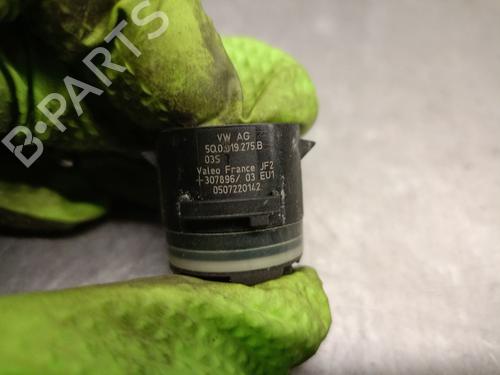 B-PARTS
VW AG
5Q0.919.275.B
03S
Valeo France JF2
+307896/ 03 EU1
0507220142